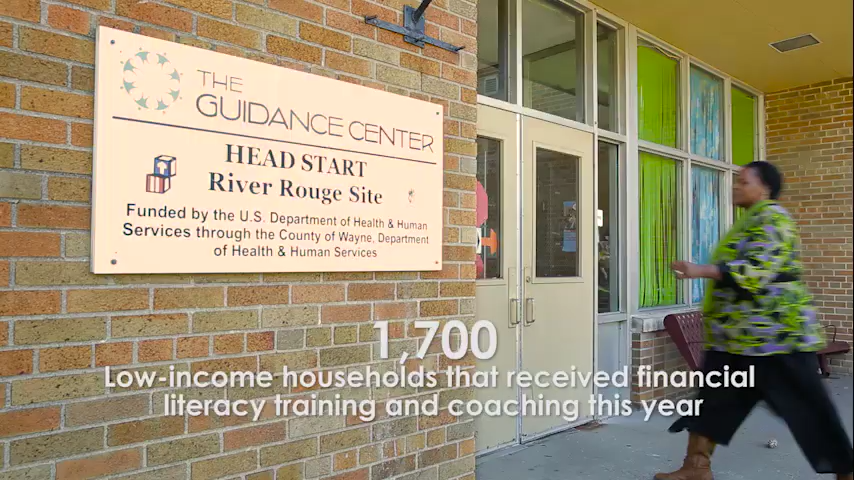 THE
GUIDANCE CENTER
HEAD START
River Rouge Site
Funded by the U.S. Department of Health & Human
Services through the County of Wayne, Department
of Health & Human Services
1,700
Low-income households that received financial
literacy training and coaching this year